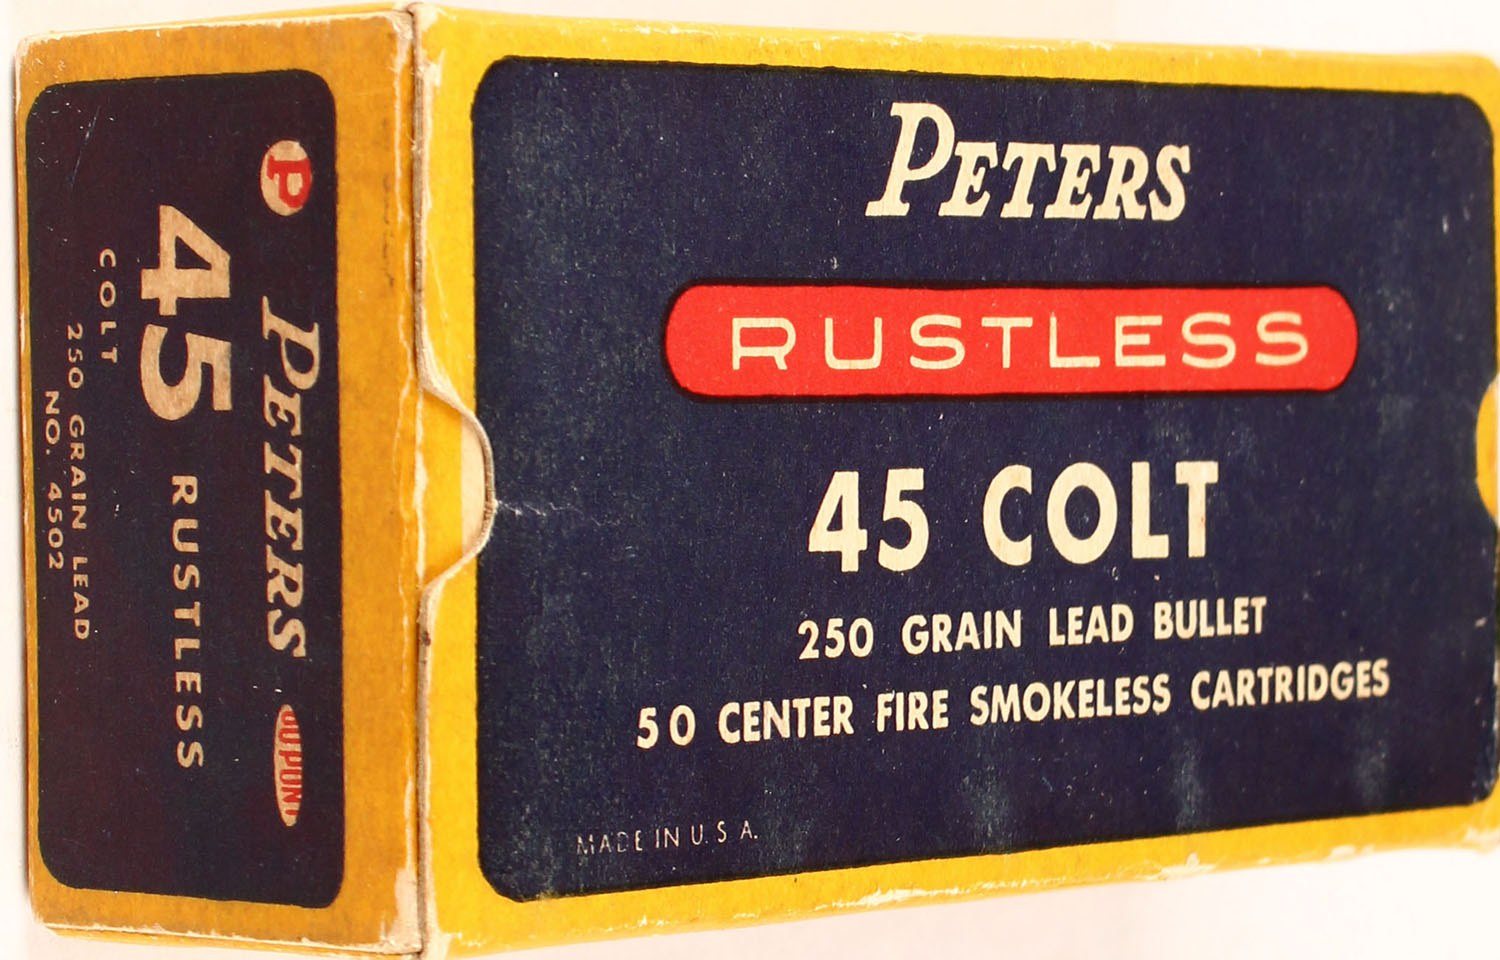 PETERS
RUSTLESS
45 COLT
250 GRAIN LEAD BULLET
50 CENTER FIRE SMOKELESS CARTRIDGES
MADE IN U.S.A.
P PETERS DUPONT
45 RUSTLESS
COLT
250 GRAIN LEAD
NO. 4502